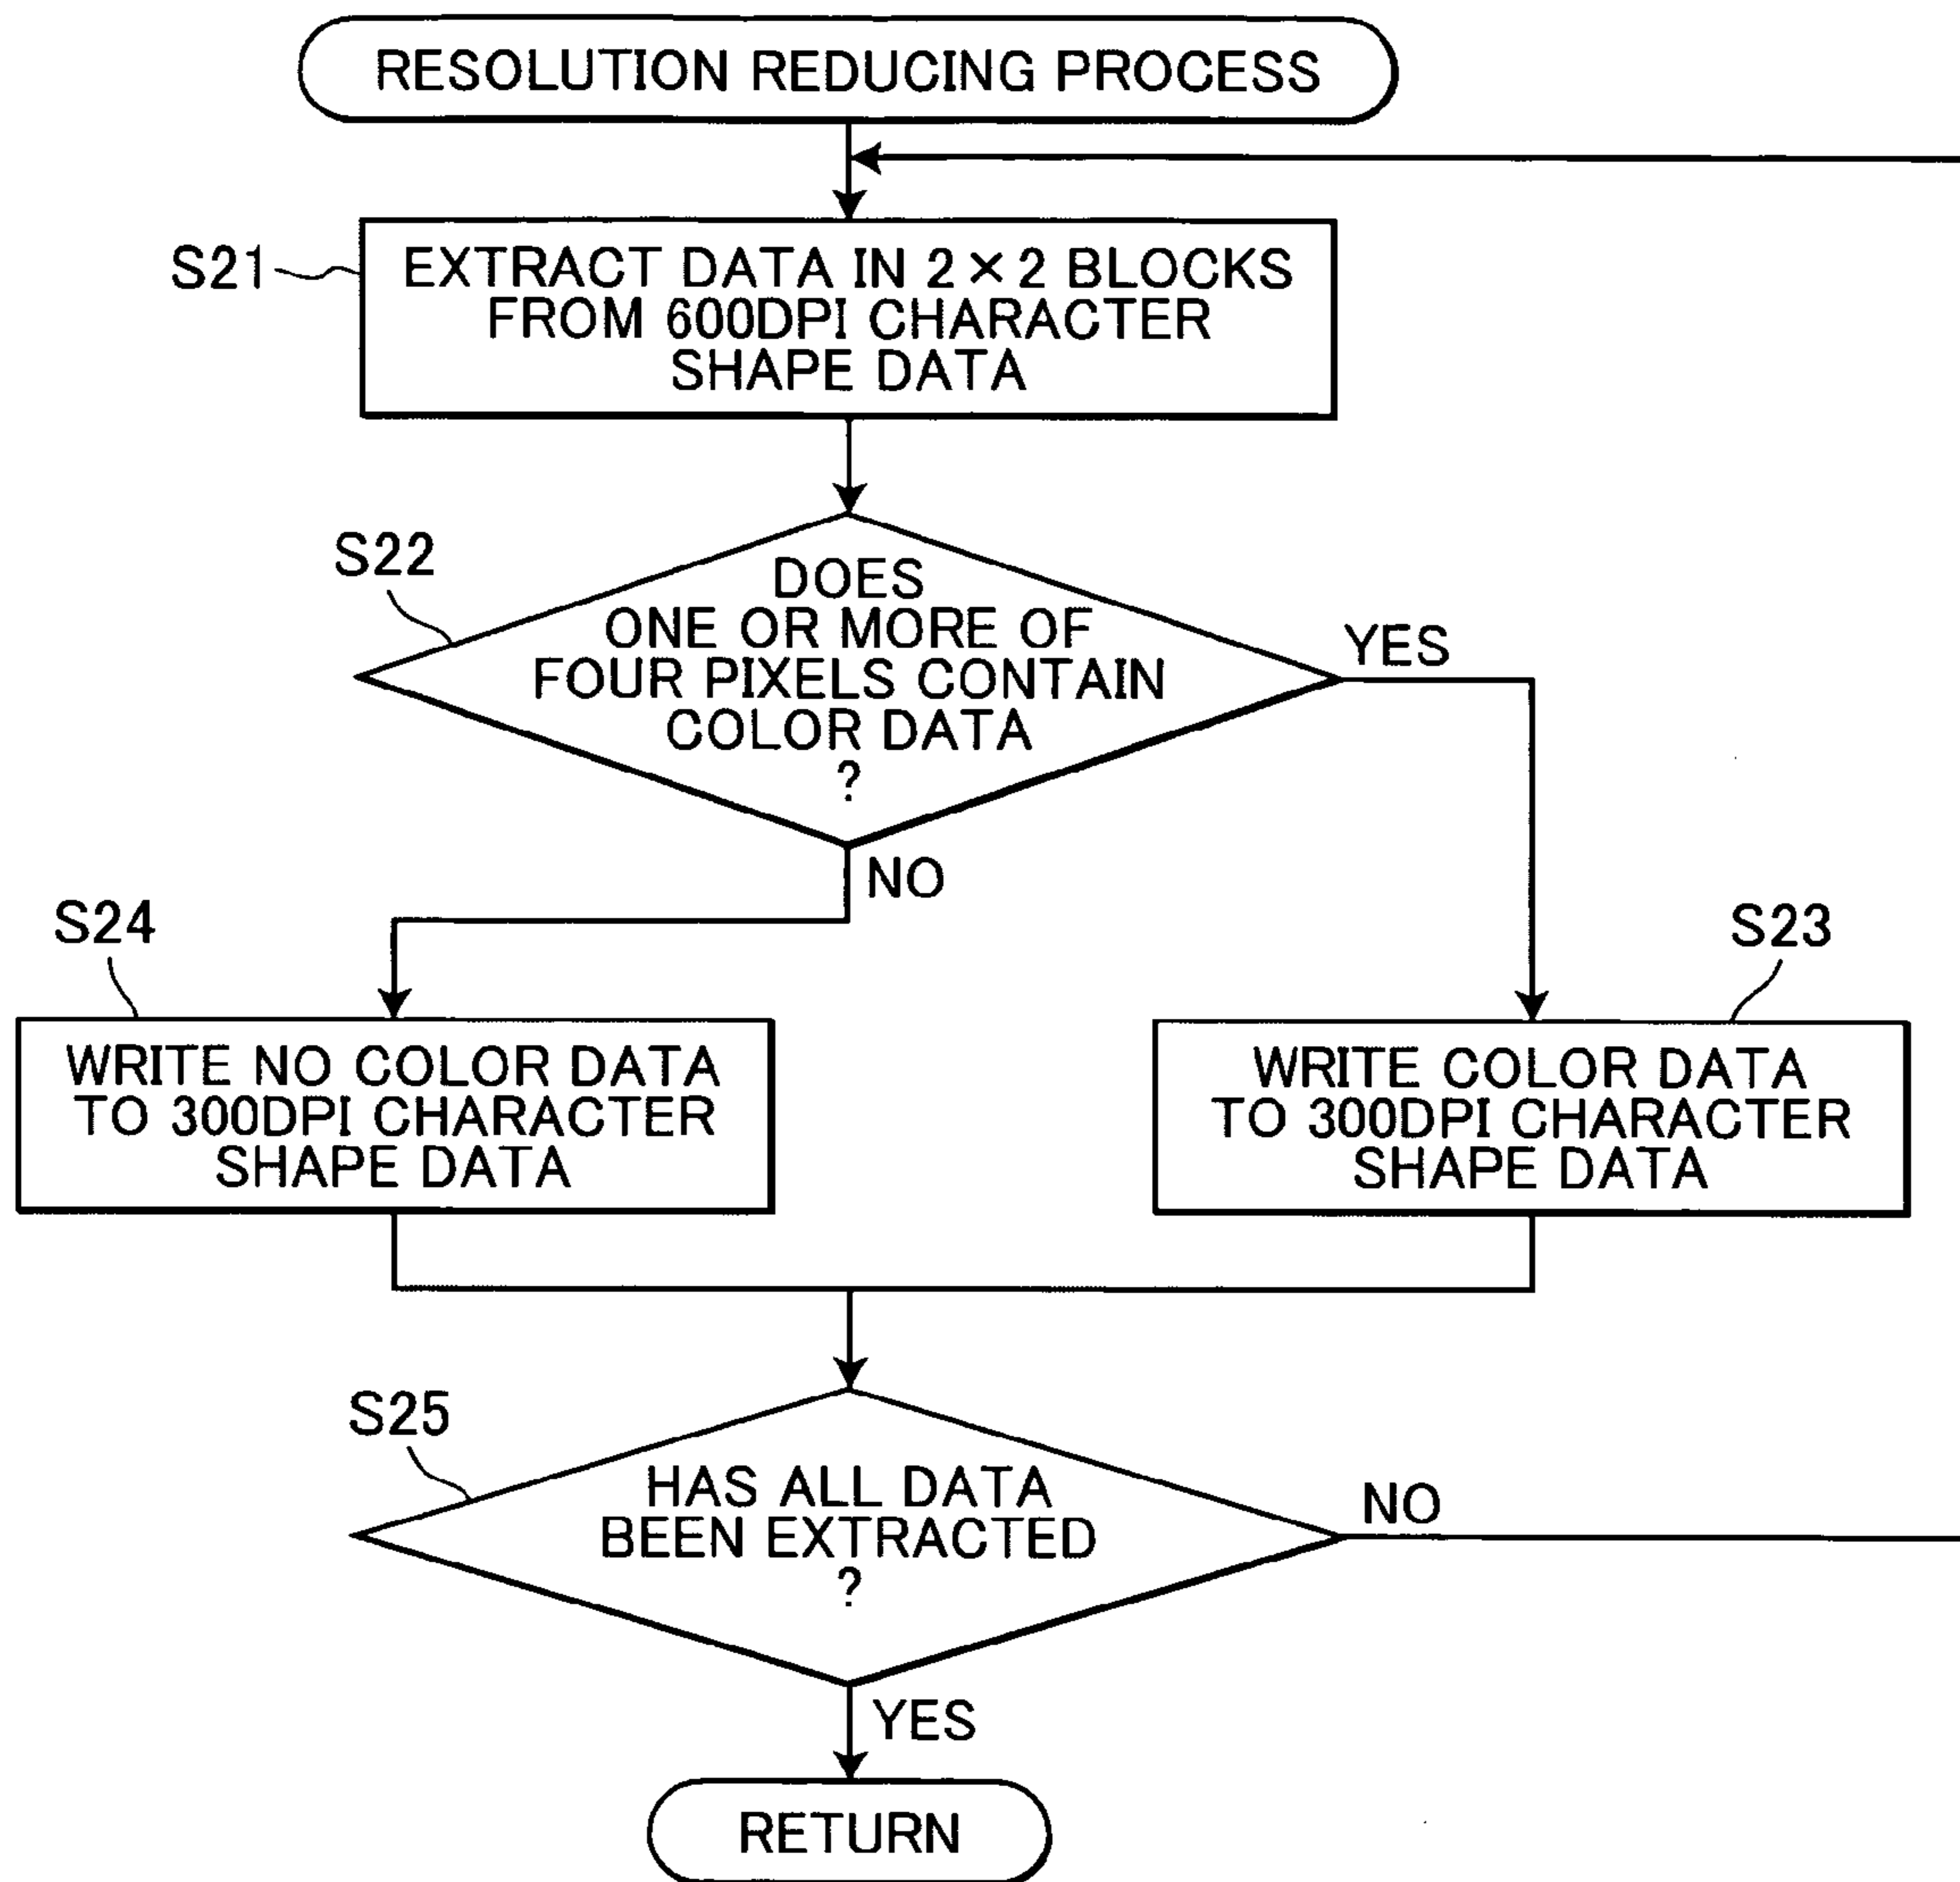 RESOLUTION REDUCING PROCESS
S21
EXTRACT DATA IN 2×2 BLOCKS
FROM 600DPI CHARACTER
SHAPE DATA
S22
DOES
ONE OR MORE OF
FOUR PIXELS CONTAIN
COLOR DATA
?
YES
NO
S24
WRITE NO COLOR DATA
TO 300DPI CHARACTER
SHAPE DATA
S23
WRITE COLOR DATA
TO 300DPI CHARACTER
SHAPE DATA
S25
HAS ALL DATA
BEEN EXTRACTED
?
NO
YES
RETURN